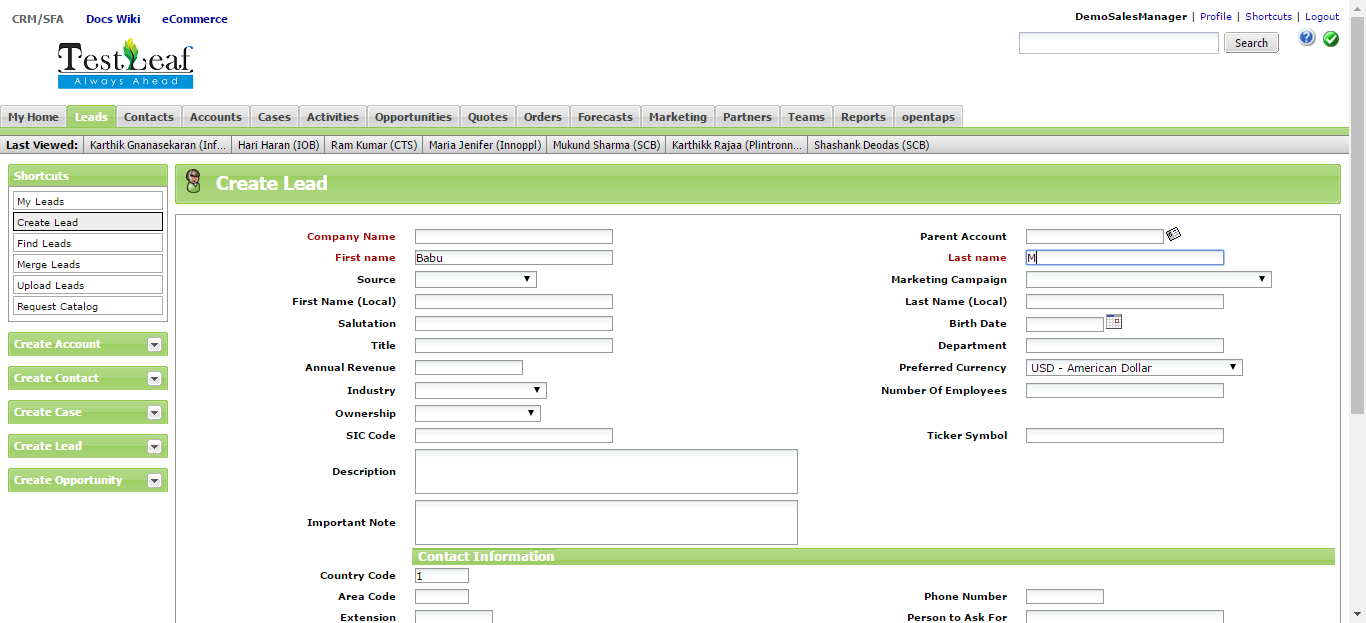 CRM/SFA Docs Wiki eCommerce
DemoSalesManager | Profile | Shortcuts | Logout
TestLeaf
Always Ahead
Search
My Home Leads Contacts Accounts Cases Activities Opportunities Quotes Orders Forecasts Marketing Partners Teams Reports opentaps
Last Viewed: Karthik Gnanasekaran (Inf... Hari Haran (IOB) Ram Kumar (CTS) Maria Jenifer (Innoppl) Mukund Sharma (SCB) Karthikk Rajaa (Plintronn... Shashank Deodas (SCB)
Shortcuts
My Leads
Create Lead
Find Leads
Merge Leads
Upload Leads
Request Catalog
Create Account
Create Contact
Create Case
Create Lead
Create Opportunity
Create Lead
Company Name Parent Account
First name Babu Last name M
Source Marketing Campaign
First Name (Local) Last Name (Local)
Salutation Birth Date
Title Department
Annual Revenue Preferred Currency USD - American Dollar
Industry Number Of Employees
Ownership
SIC Code Ticker Symbol
Description
Important Note
Contact Information
Country Code 1
Area Code Phone Number
Extension Person to Ask For